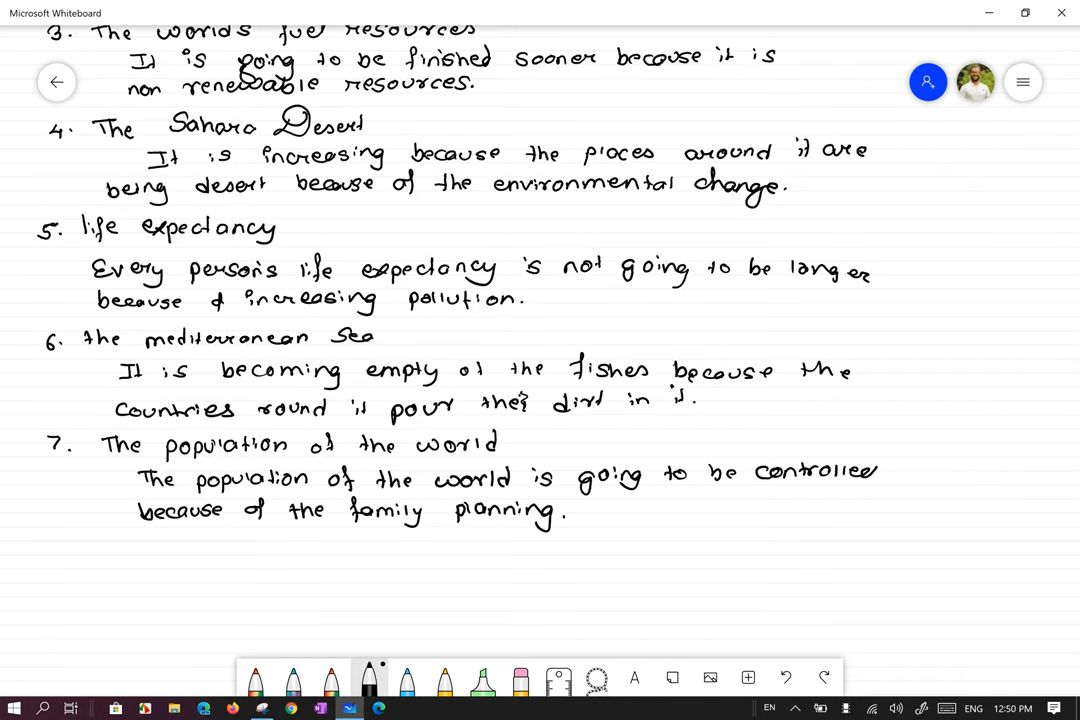 Microsoft Whiteboard
3. The world's fuel resources
It is going to be finished sooner because it is
non renewable resources.
4. The Sahara Desert
It is increasing because the places around it are
being desert because of the environmental change.
5. life expectancy
Every person's life expectancy is not going to be longer
because of increasing pollution.
6. the mediterranean Sea
It is becoming empty of the fishes because the
countries round it pour their dirt in it.
7. The population of the world
The population of the world is going to be controlled
because of the family planning.
EN
ENG
12:50 PM